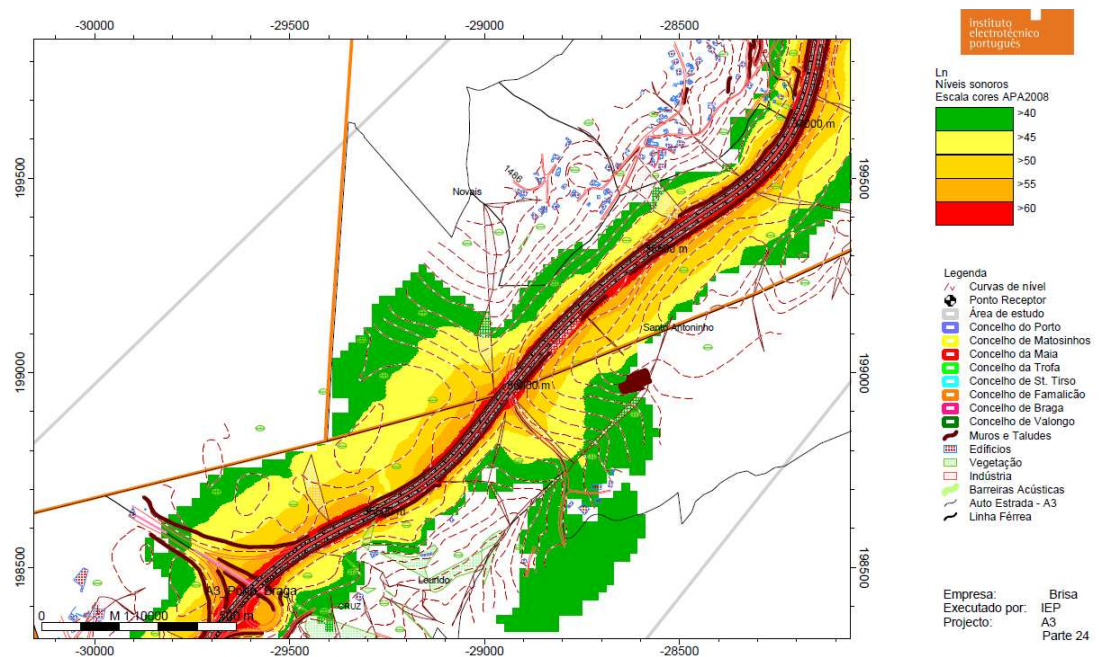 -30000
-29500
-29000
-28500
instituto
electrotécnico
português
Ln
Níveis sonoros
Escala cores APA2008
>40
>45
>50
>55
>60
199500
199500
1486
Novais
Santo Antoninho
199000
199000
198500
198500
Lourido
CRUZ
A3_Porto_Braga
0
M 1:10000
500 m
-30000
-29500
-29000
-28500
Legenda
Curvas de nível
Ponto Receptor
Área de estudo
Concelho do Porto
Concelho de Matosinhos
Concelho da Maia
Concelho da Trofa
Concelho de St. Tirso
Concelho de Famalicão
Concelho de Braga
Concelho de Valongo
Muros e Taludes
Edifícios
Vegetação
Indústria
Barreiras Acústicas
Auto Estrada - A3
Linha Férrea
Empresa: Brisa
Executado por: IEP
Projecto: A3
Parte 24